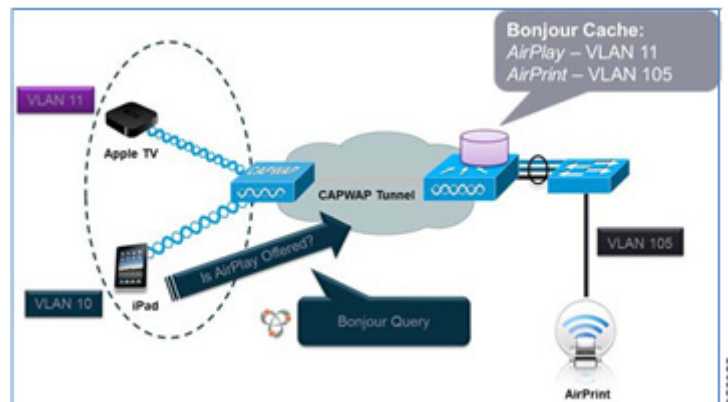 Bonjour Cache:
AirPlay – VLAN 11
AirPrint – VLAN 105
VLAN 11
Apple TV
CAPWAP
CAPWAP Tunnel
Is AirPlay Offered?
VLAN 105
VLAN 10
iPad
Bonjour Query
AirPrint